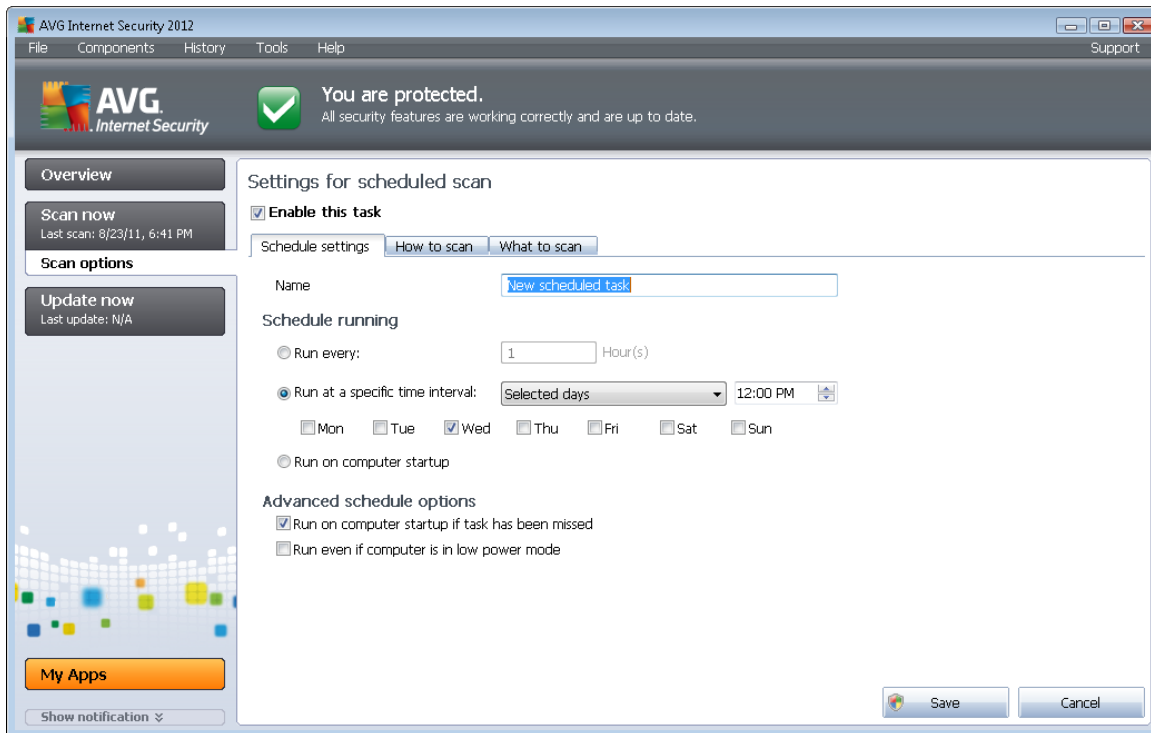 AVG Internet Security 2012
File Components History Tools Help Support
AVG.
Internet Security
You are protected.
All security features are working correctly and are up to date.
Overview
Scan now
Last scan: 8/23/11, 6:41 PM
Scan options
Update now
Last update: N/A
My Apps
Show notification
Settings for scheduled scan
Enable this task
Schedule settings How to scan What to scan
Name New scheduled task
Schedule running
Run every: 1 Hour(s)
Run at a specific time interval: Selected days 12:00 PM
Mon Tue Wed Thu Fri Sat Sun
Run on computer startup
Advanced schedule options
Run on computer startup if task has been missed
Run even if computer is in low power mode
Save Cancel